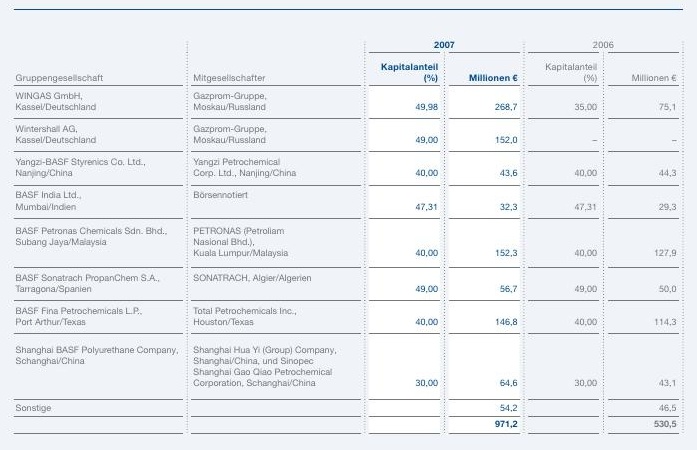 2007 2006
Kapitalanteil Kapitalanteil
Gruppengesellschaft Mitgesellschafter (%) Millionen € (%) Millionen €
WINGAS GmbH, Gazprom-Gruppe,
Kassel/Deutschland Moskau/Russland 49,98 268,7 35,00 75,1
Wintershall AG, Gazprom-Gruppe,
Kassel/Deutschland Moskau/Russland 49,00 152,0 – –
Yangzi-BASF Styrenics Co. Ltd., Yangzi Petrochemical
Nanjing/China Corp. Ltd., Nanjing/China 40,00 43,6 40,00 44,3
BASF India Ltd., Börsennotiert
Mumbai/Indien 47,31 32,3 47,31 29,3
BASF Petronas Chemicals Sdn. Bhd., PETRONAS (Petroliam
Subang Jaya/Malaysia Nasional Bhd.),
Kuala Lumpur/Malaysia 40,00 152,3 40,00 127,9
BASF Sonatrach PropanChem S.A., SONATRACH, Algier/Algerien
Tarragona/Spanien 49,00 56,7 49,00 50,0
BASF Fina Petrochemicals L.P., Total Petrochemicals Inc.,
Port Arthur/Texas Houston/Texas 40,00 146,8 40,00 114,3
Shanghai BASF Polyurethane Company, Shanghai Hua Yi (Group) Company,
Schanghai/China Shanghai/China, und Sinopec
Shanghai Gao Qiao Petrochemical
Corporation, Schanghai/China 30,00 64,6 30,00 43,1
Sonstige 54,2 46,5
971,2 530,5